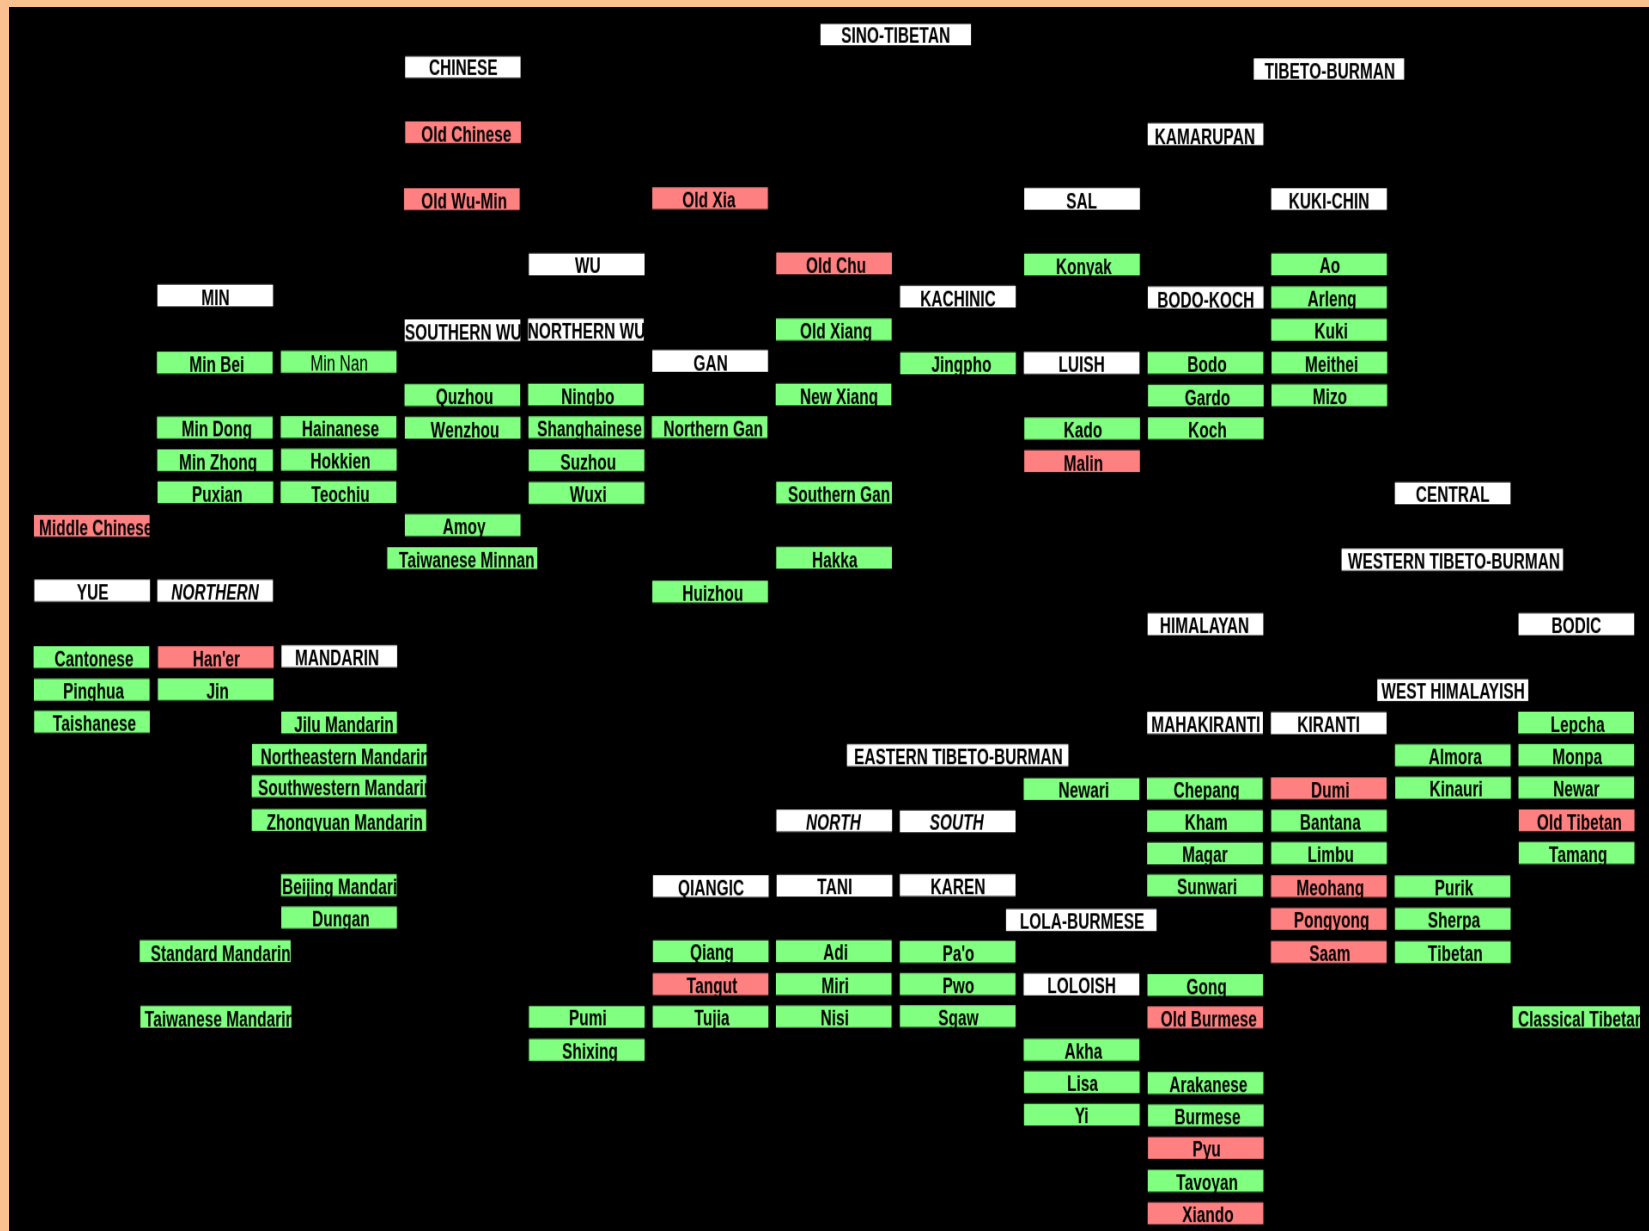 SINO-TIBETAN
CHINESE
TIBETO-BURMAN
Old Chinese
KAMARUPAN
Old Wu-Min
Old Xia
SAL
KUKI-CHIN
WU
Old Chu
Konyak
Ao
MIN
KACHINIC
BODO-KOCH
Arleng
SOUTHERN WU
NORTHERN WU
Old Xiang
Kuki
Min Bei
Min Nan
GAN
Jingpho
LUISH
Bodo
Meithei
Quzhou
Ningbo
New Xiang
Gardo
Mizo
Min Dong
Hainanese
Wenzhou
Shanghainese
Northern Gan
Kado
Koch
Min Zhong
Hokkien
Suzhou
Malin
Puxian
Teochiu
Wuxi
Southern Gan
CENTRAL
Middle Chinese
Amoy
Taiwanese Minnan
Hakka
WESTERN TIBETO-BURMAN
YUE
NORTHERN
Huizhou
HIMALAYAN
BODIC
Cantonese
Han'er
MANDARIN
Pinghua
Jin
WEST HIMALAYISH
Taishanese
Jilu Mandarin
MAHAKIRANTI
KIRANTI
Lepcha
Northeastern Mandarin
EASTERN TIBETO-BURMAN
Almora
Monpa
Southwestern Mandarin
Newari
Chepang
Dumi
Kinauri
Newar
Zhongyuan Mandarin
NORTH
SOUTH
Kham
Bantana
Old Tibetan
Magar
Limbu
Tamang
Beijing Mandari
QIANGIC
TANI
KAREN
Sunwari
Meohang
Purik
Dungan
LOLA-BURMESE
Pongyong
Sherpa
Standard Mandarin
Qiang
Adi
Pa'o
Saam
Tibetan
Tangut
Miri
Pwo
LOLOISH
Gong
Taiwanese Mandarin
Pumi
Tujia
Nisi
Sgaw
Old Burmese
Classical Tibetan
Shixing
Akha
Lisa
Arakanese
Yi
Burmese
Pyu
Tavoyan
Xiando